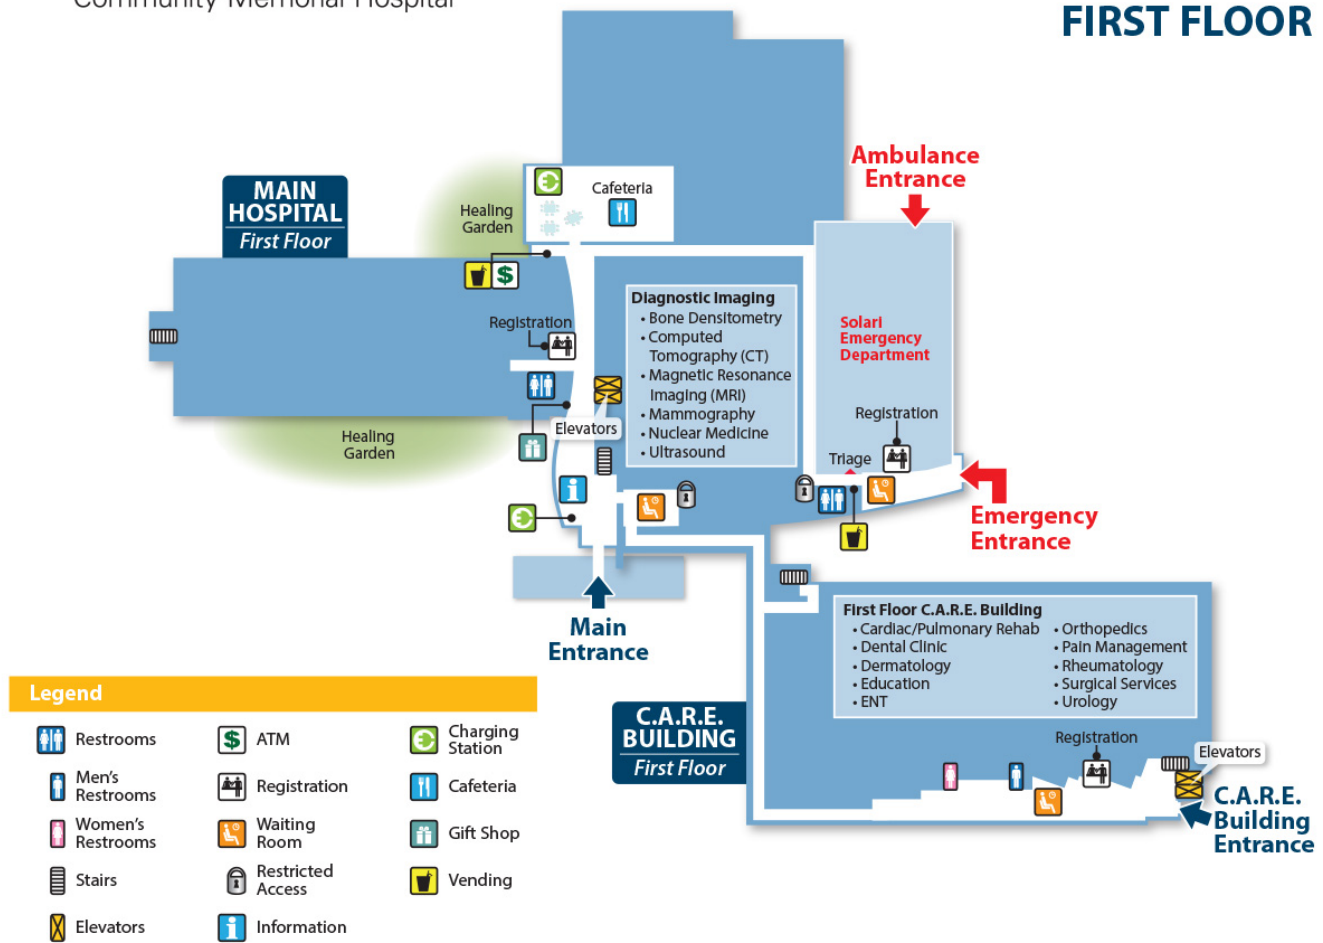 Community Memorial Hospital
FIRST FLOOR
Ambulance
Entrance
MAIN
HOSPITAL
First Floor
Healing
Garden
Cafeteria
$
Registration
Diagnostic Imaging
• Bone Densitometry
• Computed
Tomography (CT)
• Magnetic Resonance
Imaging (MRI)
• Mammography
• Nuclear Medicine
• Ultrasound
Solari
Emergency
Department
Registration
Triage
Elevators
Healing
Garden
i
Emergency
Entrance
Main
Entrance
First Floor C.A.R.E. Building
• Cardiac/Pulmonary Rehab
• Dental Clinic
• Dermatology
• Education
• ENT
• Orthopedics
• Pain Management
• Rheumatology
• Surgical Services
• Urology
C.A.R.E.
BUILDING
First Floor
Registration
Elevators
C.A.R.E.
Building
Entrance
Legend
Restrooms
Men's
Restrooms
Women's
Restrooms
Stairs
Elevators
$ ATM
Registration
Waiting
Room
Restricted
Access
i Information
Charging
Station
Cafeteria
Gift Shop
Vending